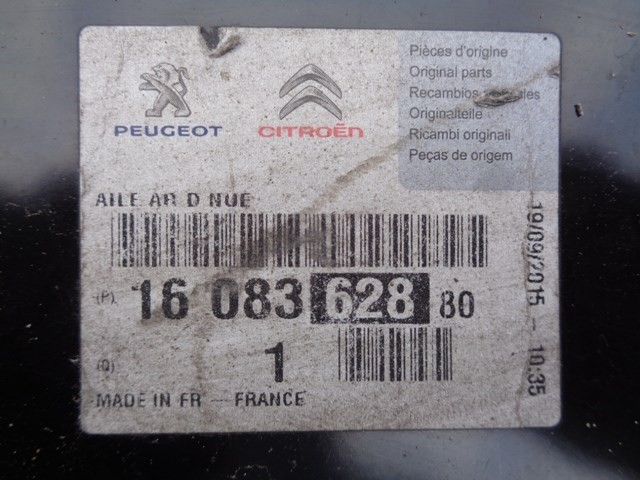 PEUGEOT
CITROËN
Pièces d'origine
Original parts
Recambios
Originalteile
Ricambi originali
Peças de origem
AILE AR D NUE
(P) 16 083 628 80
(Q) 1
MADE IN FR - FRANCE
19/09/2015 - 10:35